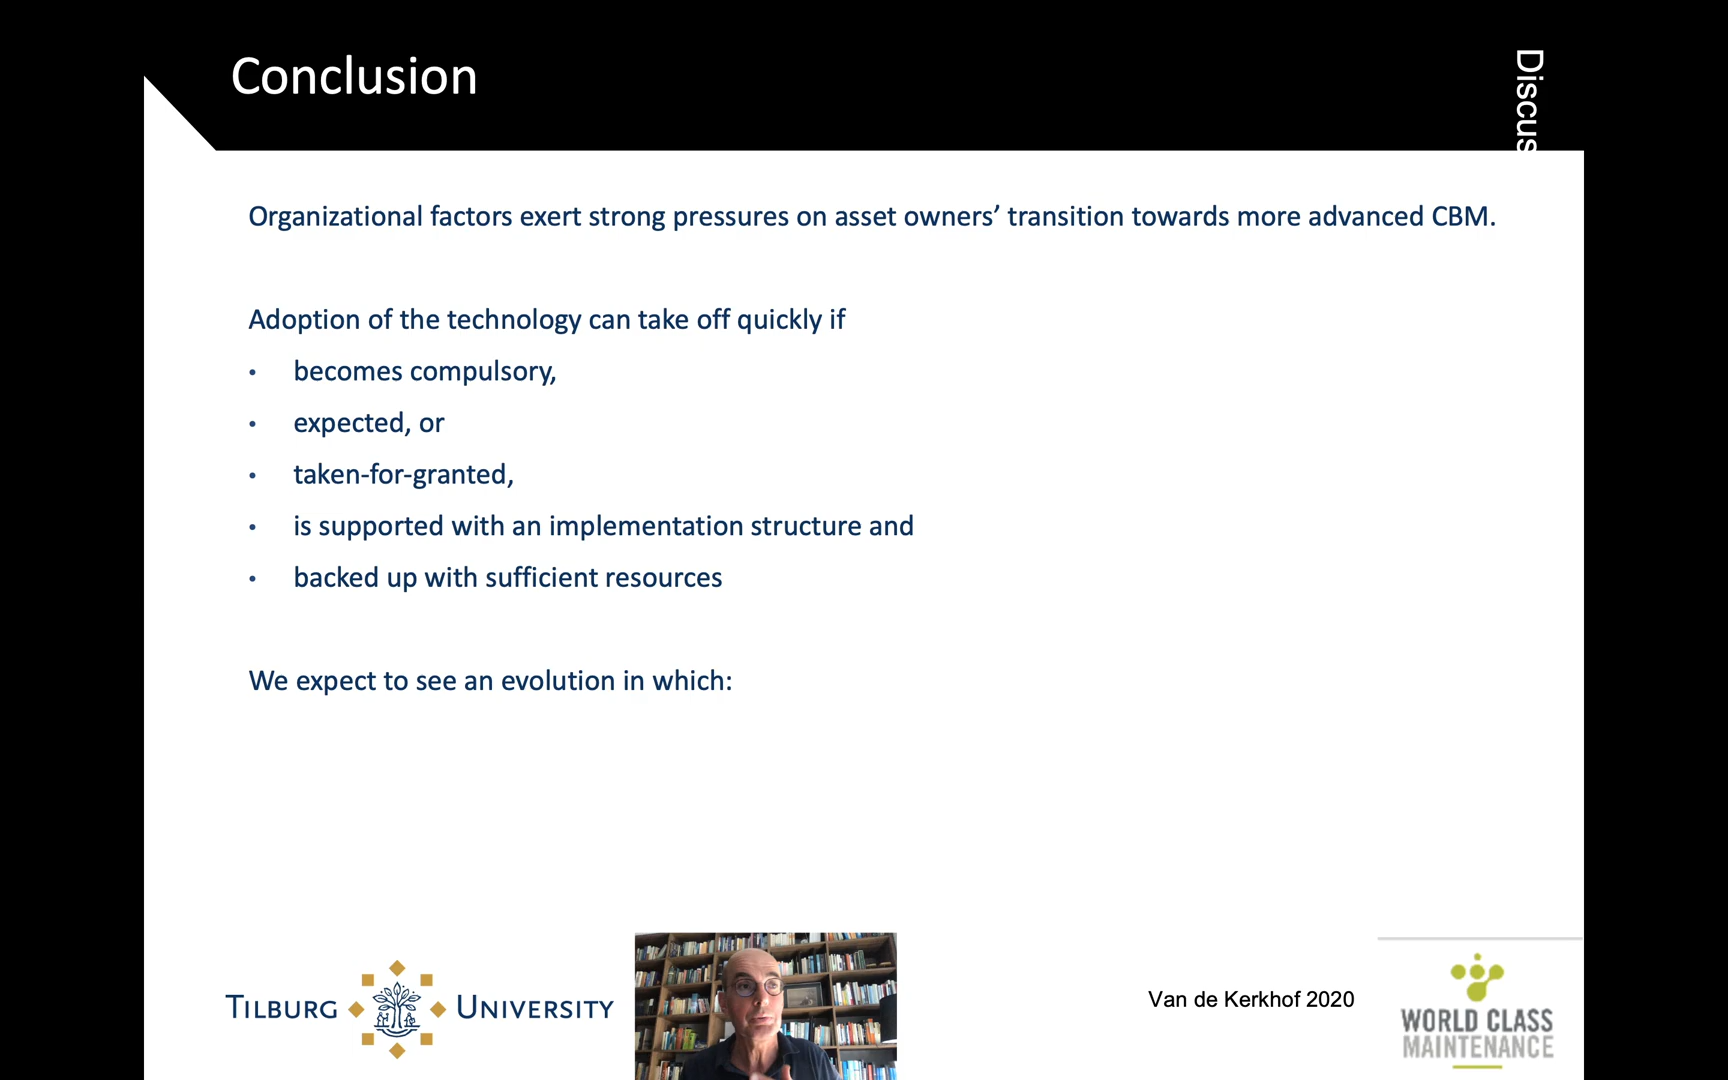 Conclusion
Discus
Organizational factors exert strong pressures on asset owners’ transition towards more advanced CBM.
Adoption of the technology can take off quickly if
• becomes compulsory,
• expected, or
• taken-for-granted,
• is supported with an implementation structure and
• backed up with sufficient resources
We expect to see an evolution in which:
TILBURG UNIVERSITY
Van de Kerkhof 2020
WORLD CLASS
MAINTENANCE